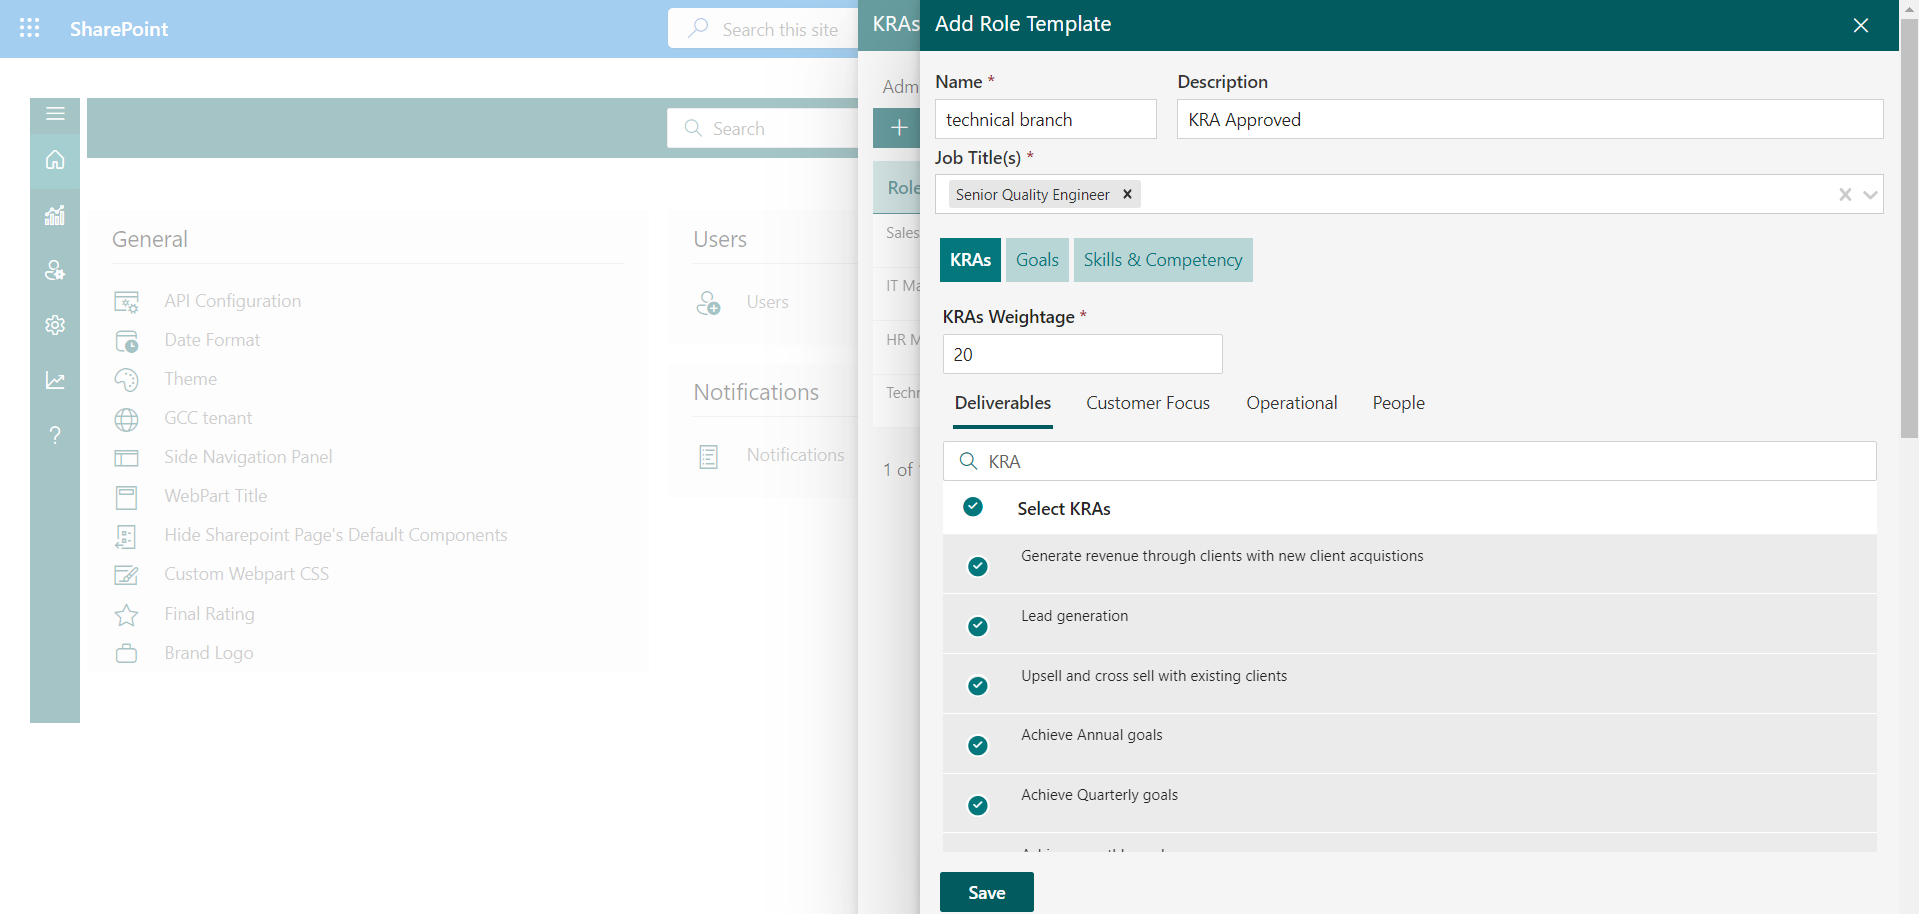 SharePoint
Search this site
Search
General
API Configuration
Date Format
Theme
GCC tenant
Side Navigation Panel
WebPart Title
Hide Sharepoint Page's Default Components
Custom Webpart CSS
Final Rating
Brand Logo
Users
Users
Notifications
Notifications
KRAs
+
Role
Sales
IT
HR
1 of
Add Role Template
Name *
technical branch
Description
KRA Approved
Job Title(s) *
Senior Quality Engineer
KRAs Goals Skills & Competency
KRAs Weightage *
20
Deliverables Customer Focus Operational People
KRA
Select KRAs
Generate revenue through clients with new client acquistions
Lead generation
Upsell and cross sell with existing clients
Achieve Annual goals
Achieve Quarterly goals
Save